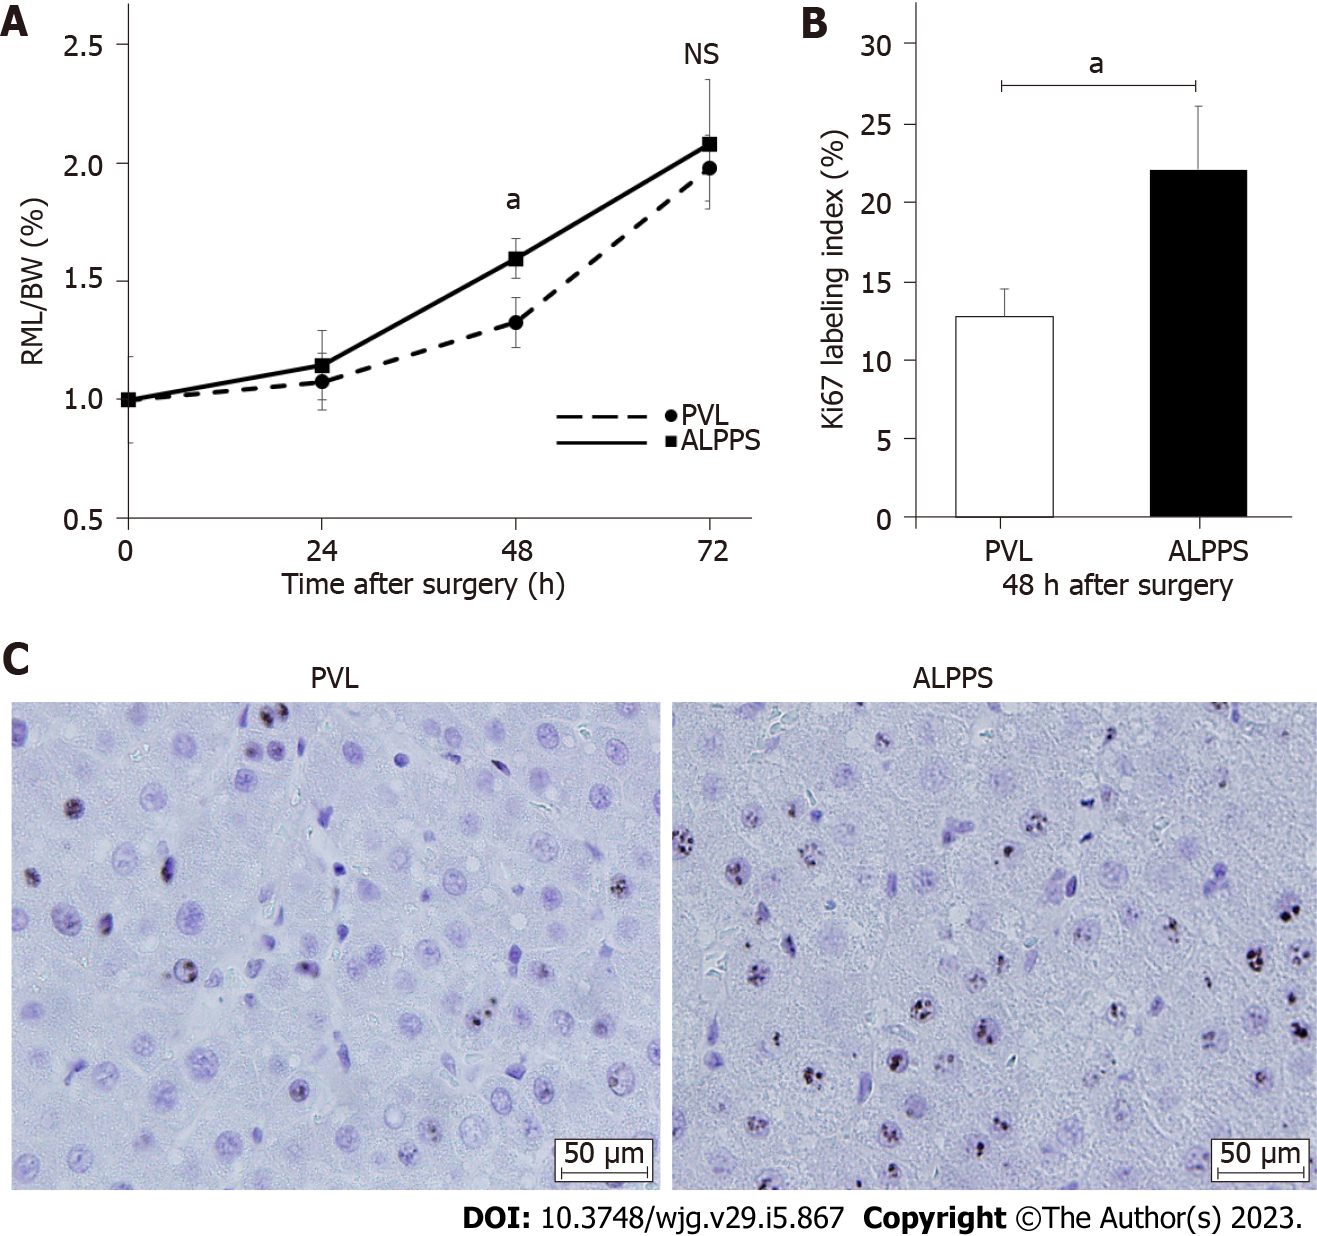 A
RML/BW (%)
2.5
2.0
1.5
1.0
0.5
a
NS
PVL
ALPPS
0 24 48 72
Time after surgery (h)
B
Ki67 labeling index (%)
30
25
20
15
10
5
0
a
PVL ALPPS
48 h after surgery
C
PVL ALPPS
50 µm 50 µm
DOI: 10.3748/wjg.v29.i5.867 Copyright ©The Author(s) 2023.